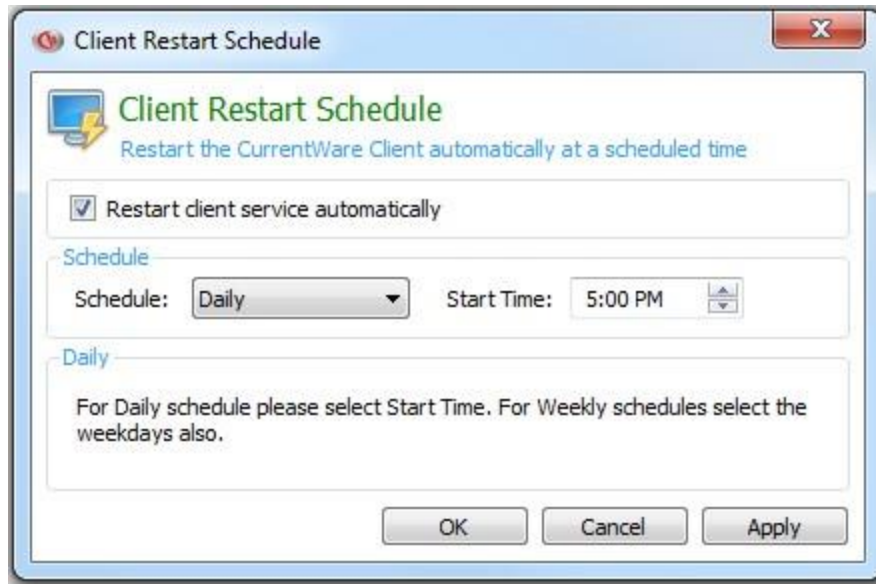 Client Restart Schedule
Client Restart Schedule
Restart the CurrentWare Client automatically at a scheduled time
Restart client service automatically
Schedule
Schedule: Daily Start Time: 5:00 PM
Daily
For Daily schedule please select Start Time. For Weekly schedules select the
weekdays also.
OK Cancel Apply